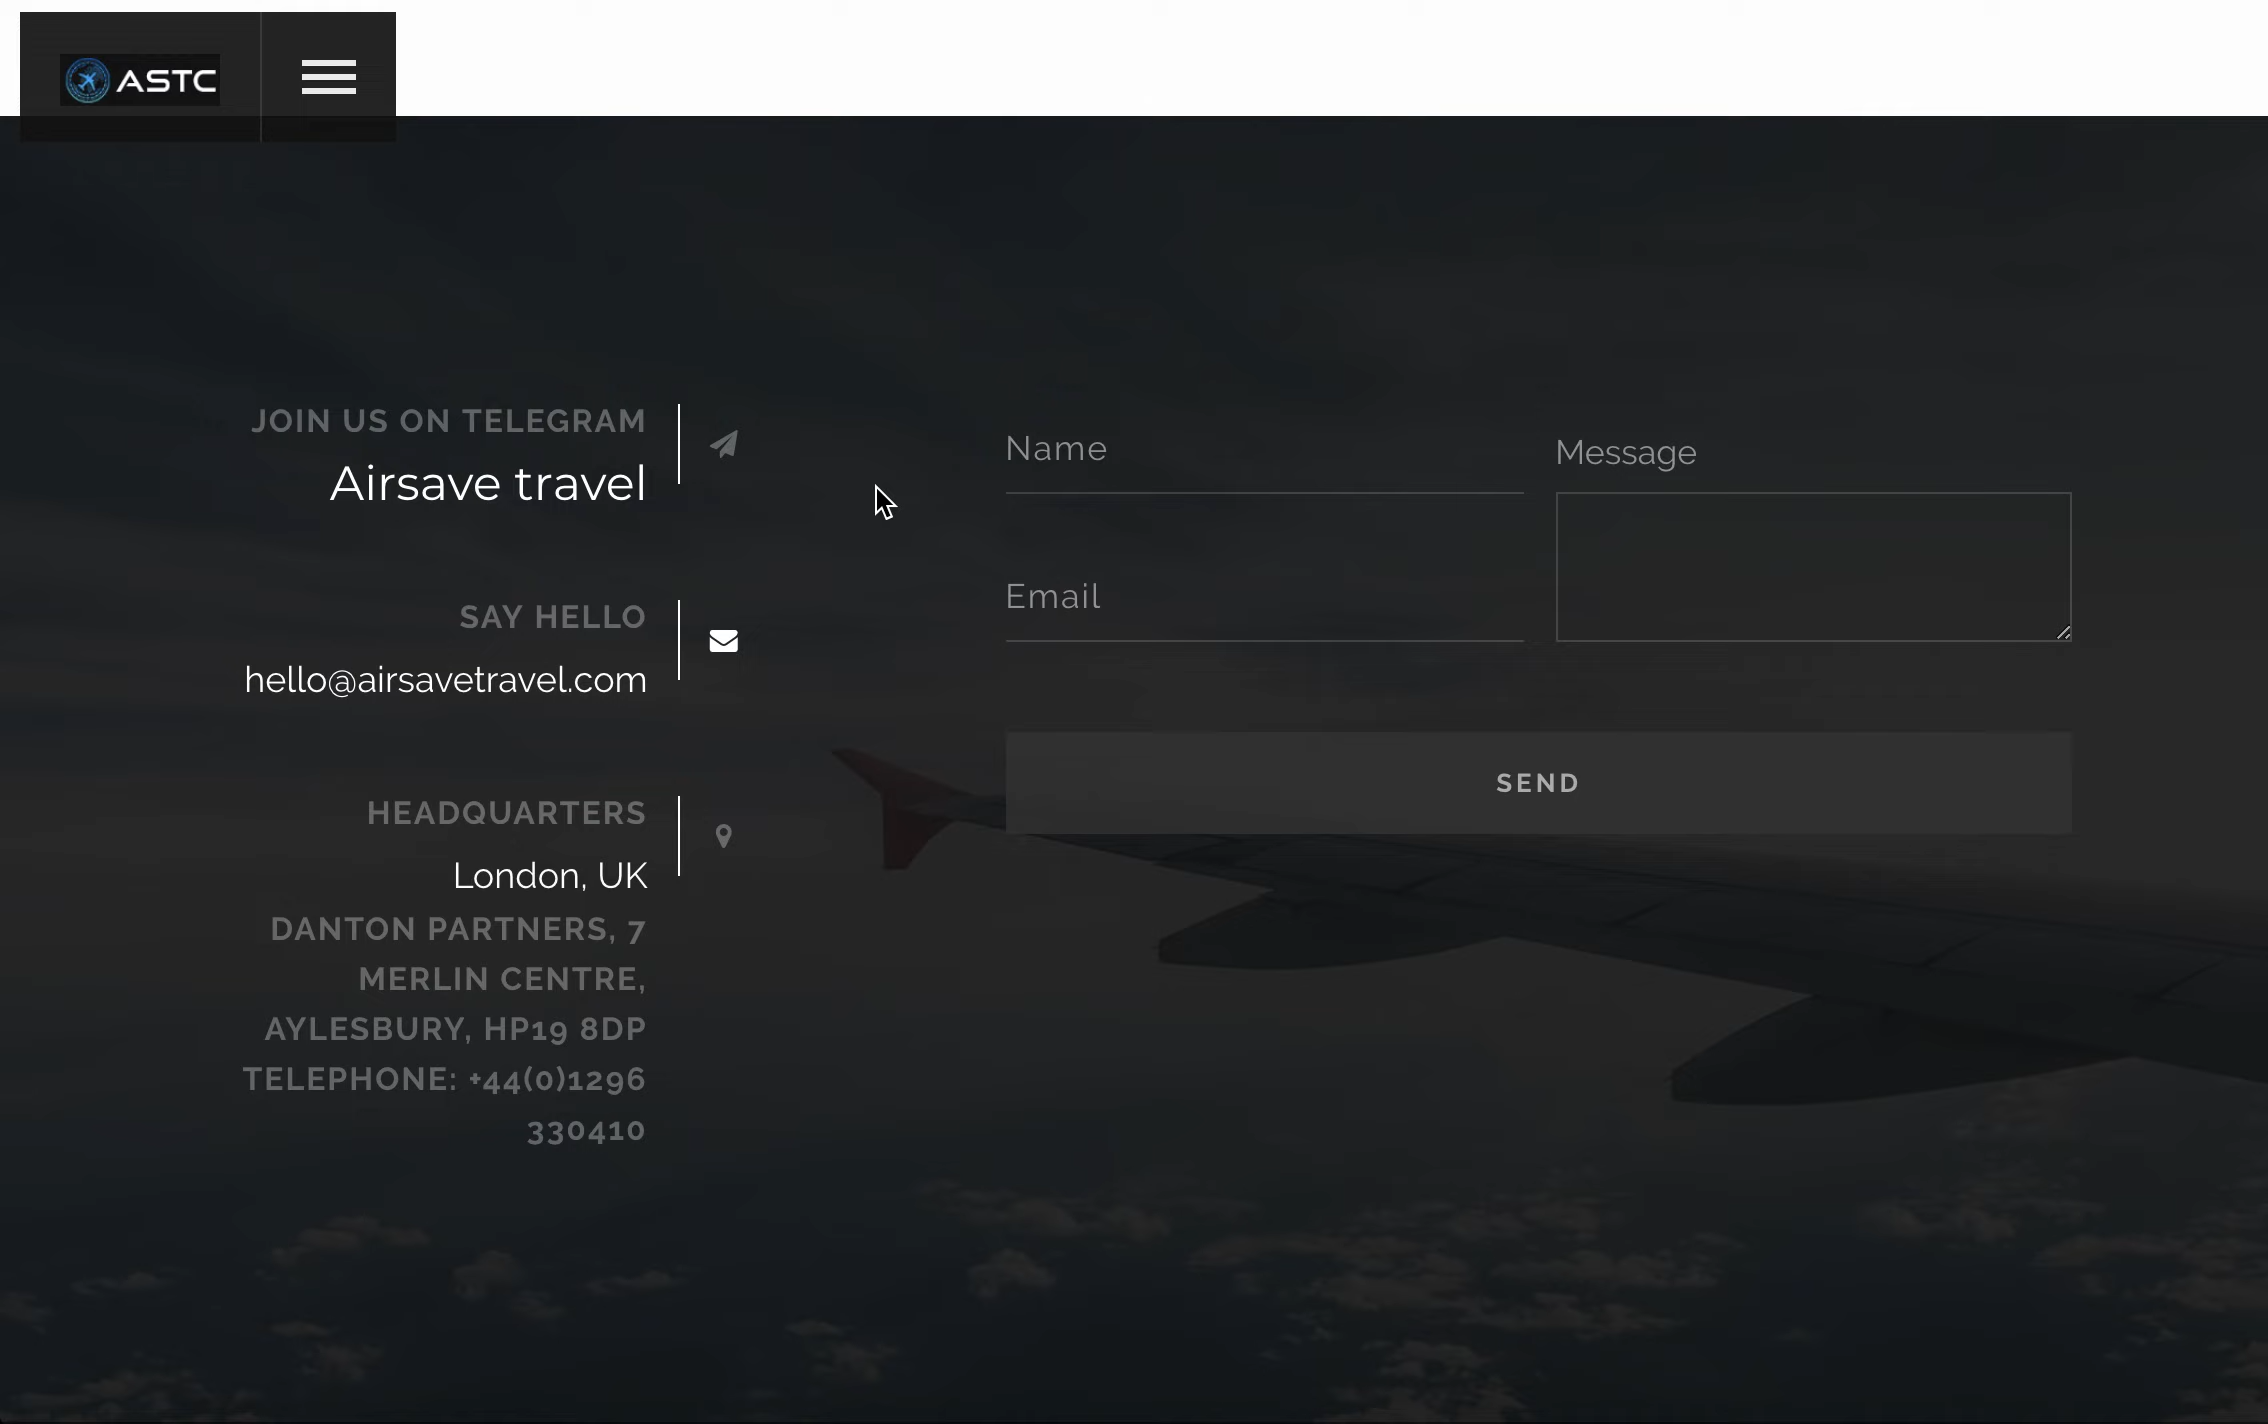 ASTC
JOIN US ON TELEGRAM
Airsave travel
SAY HELLO
hello@airsavetravel.com
HEADQUARTERS
London, UK
DANTON PARTNERS, 7
MERLIN CENTRE,
AYLESBURY, HP19 8DP
TELEPHONE: +44(0)1296
330410
Name
Email
Message
SEND